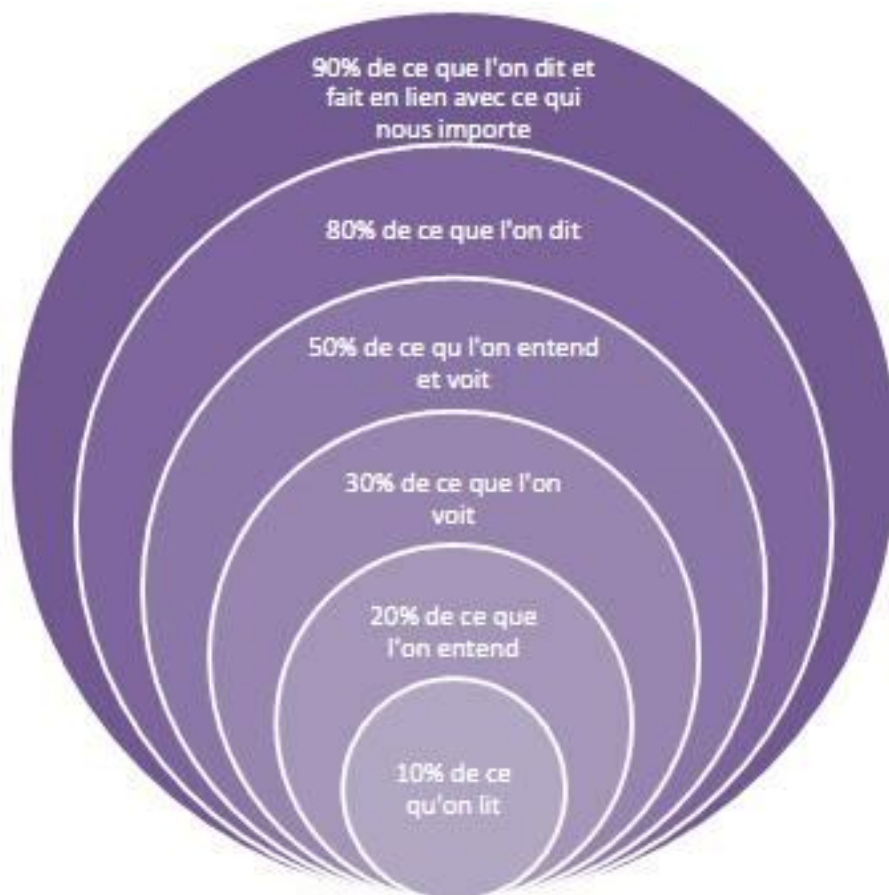 90% de ce que l'on dit et
fait en lien avec ce qui
nous importe
80% de ce que l'on dit
50% de ce qu l'on entend
et voit
30% de ce que l'on
voit
20% de ce que
l'on entend
10% de ce
qu'on lit